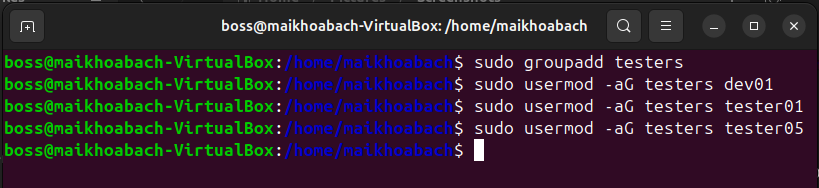 boss@maikhoabach-VirtualBox: /home/maikhoabach
boss@maikhoabach-VirtualBox:/home/maikhoabach$ sudo groupadd testers
boss@maikhoabach-VirtualBox:/home/maikhoabach$ sudo usermod -aG testers dev01
boss@maikhoabach-VirtualBox:/home/maikhoabach$ sudo usermod -aG testers tester01
boss@maikhoabach-VirtualBox:/home/maikhoabach$ sudo usermod -aG testers tester05
boss@maikhoabach-VirtualBox:/home/maikhoabach$